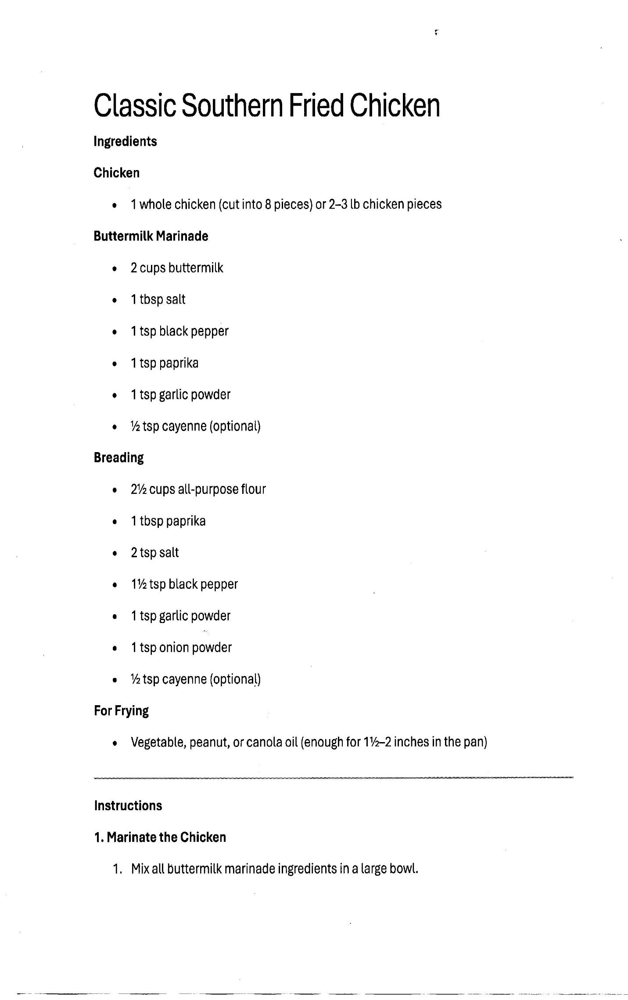 Classic Southern Fried Chicken
Ingredients
Chicken
• 1 whole chicken (cut into 8 pieces) or 2–3 lb chicken pieces
Buttermilk Marinade
• 2 cups buttermilk
• 1 tbsp salt
• 1 tsp black pepper
• 1 tsp paprika
• 1 tsp garlic powder
• ½ tsp cayenne (optional)
Breading
• 2½ cups all-purpose flour
• 1 tbsp paprika
• 2 tsp salt
• 1½ tsp black pepper
• 1 tsp garlic powder
• 1 tsp onion powder
• ½ tsp cayenne (optional)
For Frying
• Vegetable, peanut, or canola oil (enough for 1½–2 inches in the pan)
Instructions
1. Marinate the Chicken
1. Mix all buttermilk marinade ingredients in a large bowl.